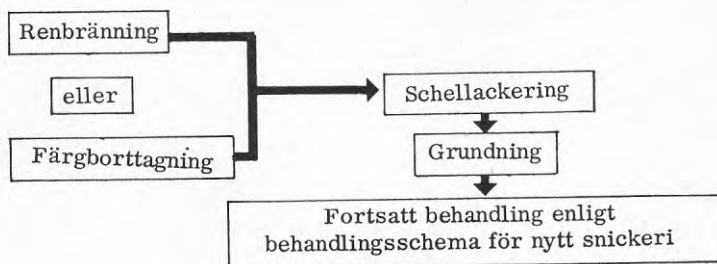 Renbränning
eller
Färgborttagning
Schellackering
Grundning
Fortsatt behandling enligt
behandlingsschema för nytt snickeri